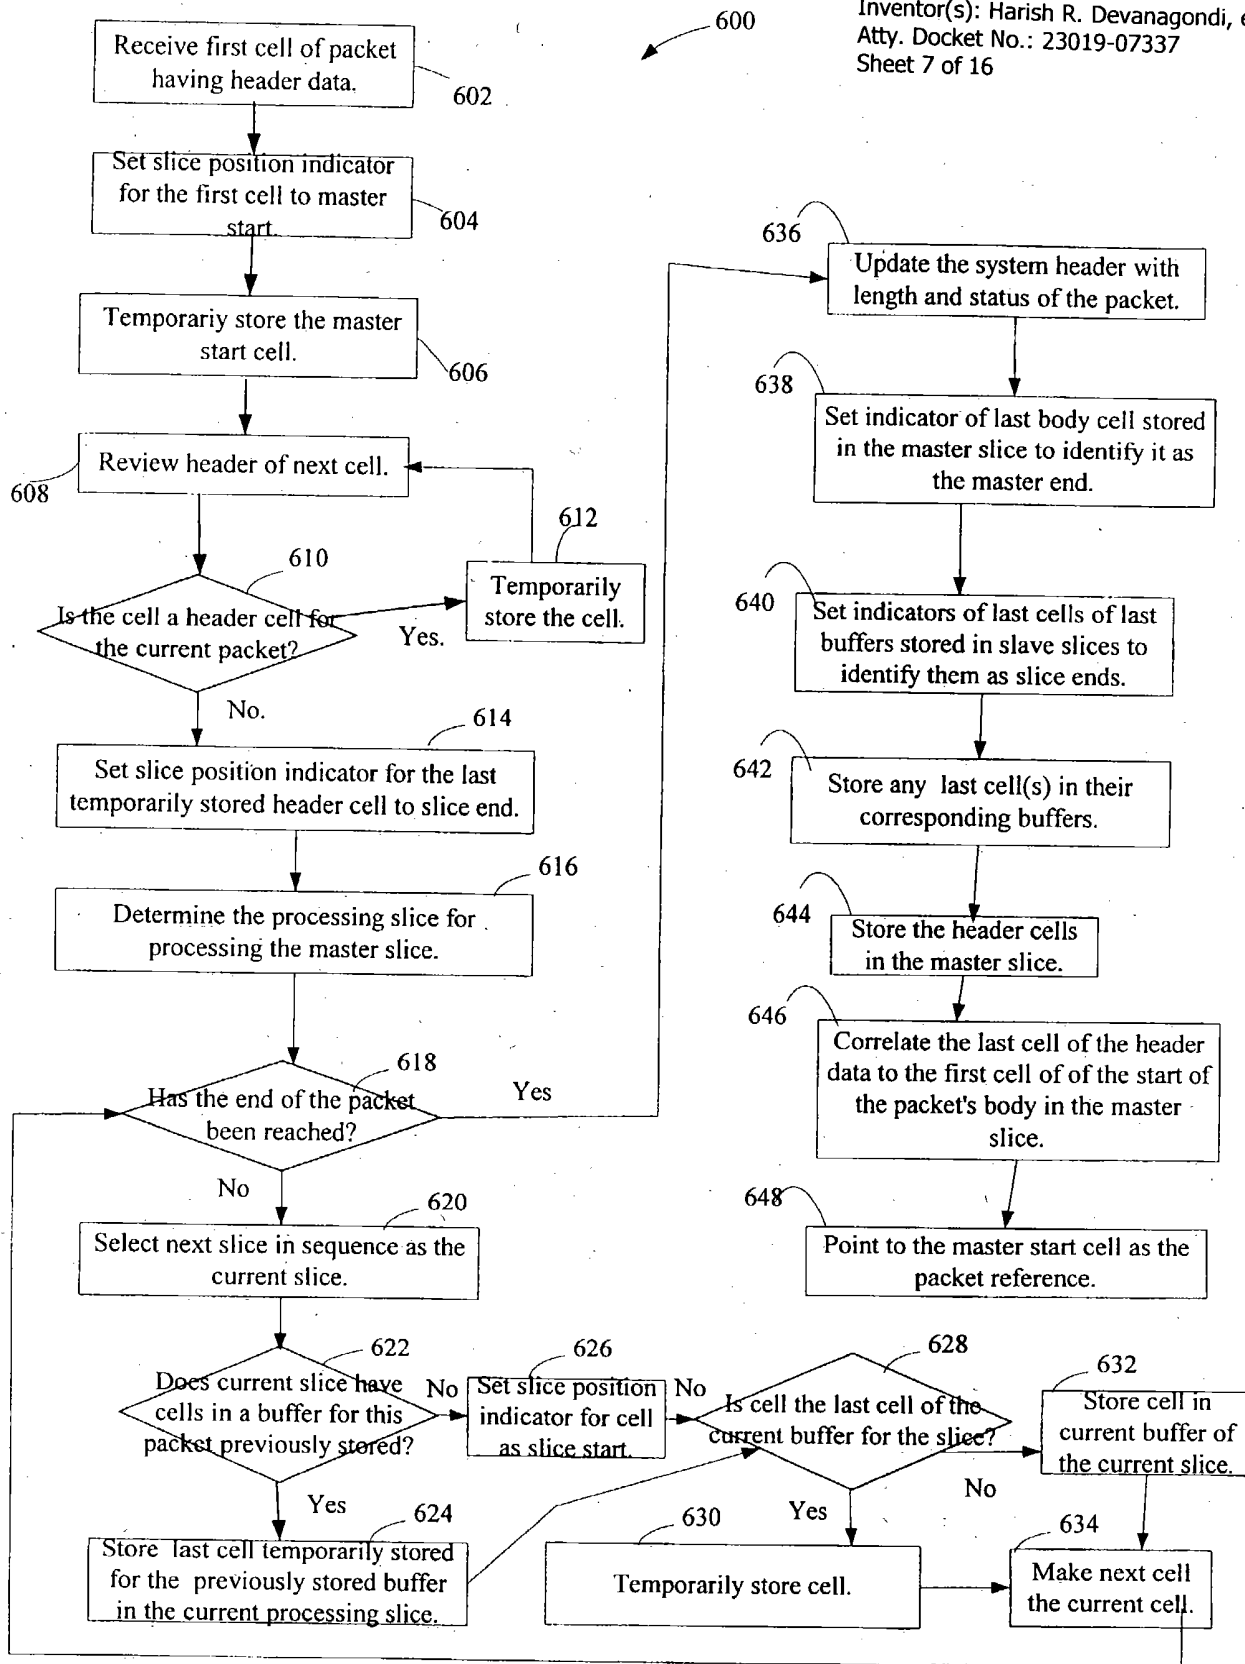 600
Inventor(s): Harish R. Devanagondi, e
Atty. Docket No.: 23019-07337
Sheet 7 of 16
Receive first cell of packet
having header data.
602
Set slice position indicator
for the first cell to master
start.
604
Temporariy store the master
start cell.
606
Review header of next cell.
608
610
Is the cell a header cell for
the current packet?
Yes.
612
Temporarily
store the cell.
No.
614
Set slice position indicator for the last
temporarily stored header cell to slice end.
616
Determine the processing slice for
processing the master slice.
618
Has the end of the packet
been reached?
Yes
No
620
Select next slice in sequence as the
current slice.
622
Does current slice have
cells in a buffer for this
packet previously stored?
No
Yes
624
Store last cell temporarily stored
for the previously stored buffer
in the current processing slice.
626
Set slice position
indicator for cell
as slice start.
No
628
Is cell the last cell of the
current buffer for the slice?
Yes
No
630
Temporarily store cell.
632
Store cell in
current buffer of
the current slice.
634
Make next cell
the current cell.
636
Update the system header with
length and status of the packet.
638
Set indicator of last body cell stored
in the master slice to identify it as
the master end.
640
Set indicators of last cells of last
buffers stored in slave slices to
identify them as slice ends.
642
Store any last cell(s) in their
corresponding buffers.
644
Store the header cells
in the master slice.
646
Correlate the last cell of the header
data to the first cell of of the start of
the packet's body in the master
slice.
648
Point to the master start cell as the
packet reference.